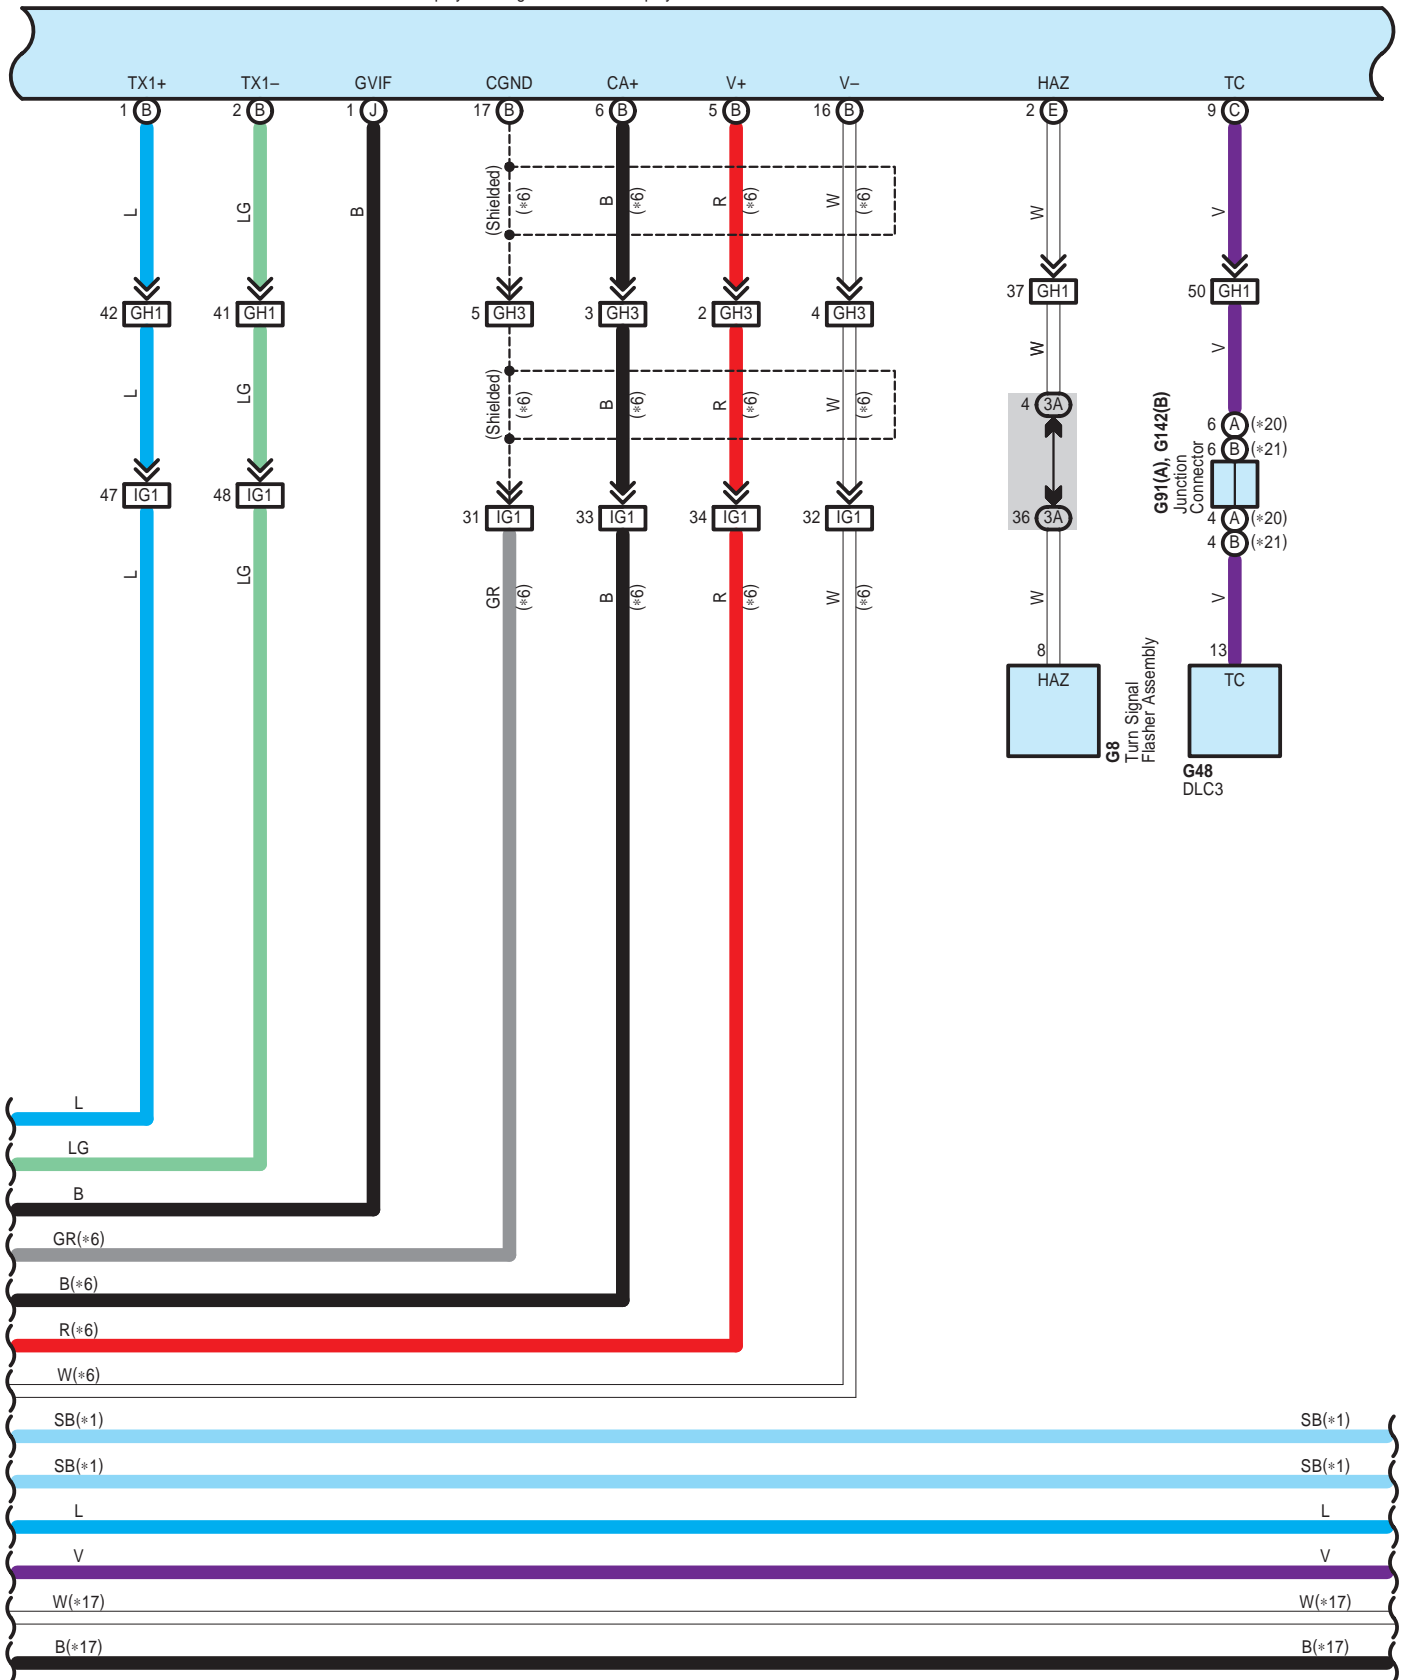 TX1+ TX1– GVIF CGND CA+ V+ V– HAZ TC
1 B 2 B 1 J 17 B 6 B 5 B 16 B 2 E 9 C
(Shielded) (*6) B (*6) R (*6) W (*6)
L LG B W V
42 GH1 41 GH1 5 GH3 3 GH3 2 GH3 4 GH3 37 GH1 50 GH1
L LG (Shielded) (*6) B (*6) R (*6) W (*6) W V
4 3A
6 A (*20)
6 B (*21)
G91(A), G142(B)
Junction
Connector
47 IG1 48 IG1 31 IG1 33 IG1 34 IG1 32 IG1 36 3A
4 A (*20)
4 B (*21)
L LG GR (*6) B (*6) R (*6) W (*6) W V
8 13
HAZ TC
G8
Turn Signal
Flasher Assembly
G48
DLC3
L
LG
B
GR(*6)
B(*6)
R(*6)
W(*6)
SB(*1) SB(*1)
SB(*1) SB(*1)
L L
V V
W(*17) W(*17)
B(*17) B(*17)